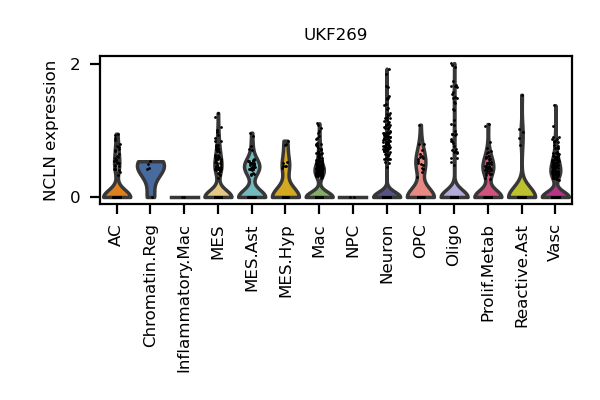 UKF269
NCLN expression
2
0
AC
Chromatin.Reg
Inflammatory.Mac
MES
MES.Ast
MES.Hyp
Mac
NPC
Neuron
OPC
Oligo
Prolif.Metab
Reactive.Ast
Vasc